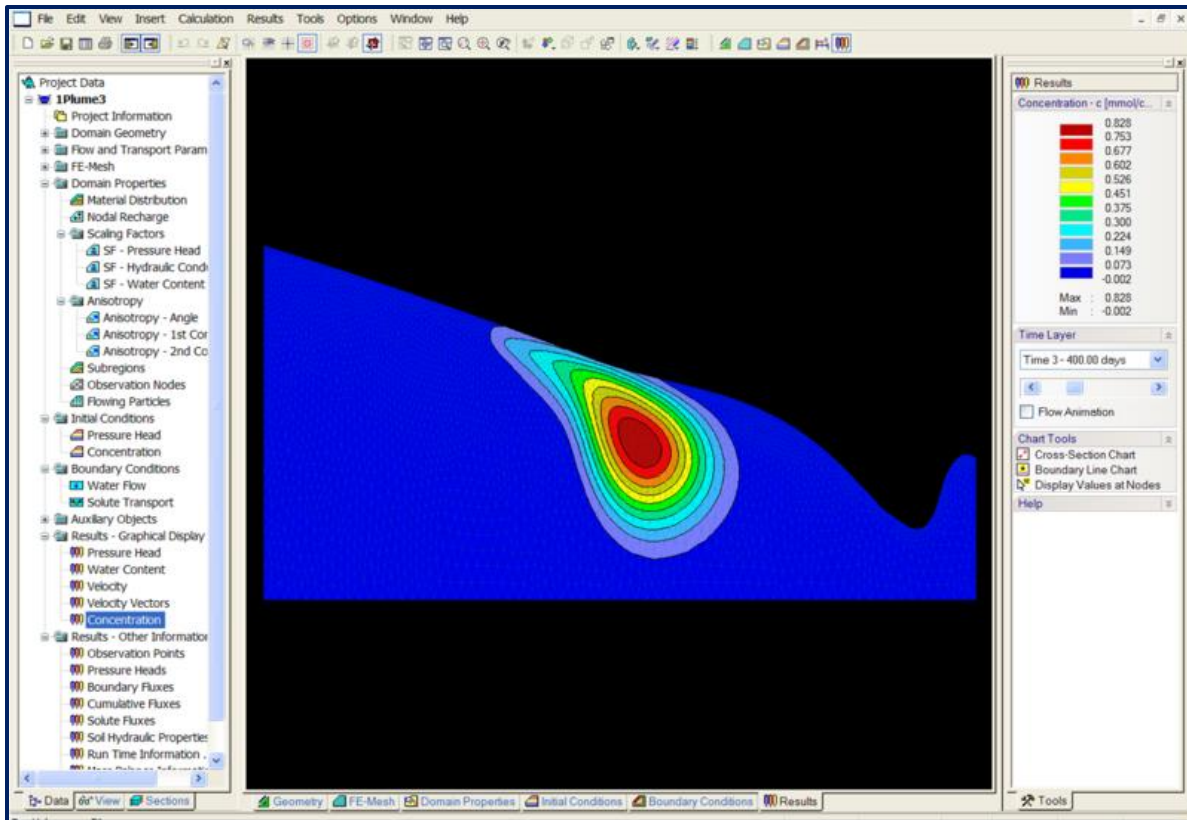 File Edit View Insert Calculation Results Tools Options Window Help
Project Data
1Plume3
Project Information
Domain Geometry
Flow and Transport Param
FE-Mesh
Domain Properties
Material Distribution
Nodal Recharge
Scaling Factors
SF - Pressure Head
SF - Hydraulic Condu
SF - Water Content
Anisotropy
Anisotropy - Angle
Anisotropy - 1st Cor
Anisotropy - 2nd Co
Subregions
Observation Nodes
Flowing Particles
Initial Conditions
Pressure Head
Concentration
Boundary Conditions
Water Flow
Solute Transport
Auxiliary Objects
Results - Graphical Display
Pressure Head
Water Content
Velocity
Velocity Vectors
Concentration
Results - Other Information
Observation Points
Pressure Heads
Boundary Fluxes
Cumulative Fluxes
Solute Fluxes
Soil Hydraulic Properties
Run Time Information .
Data View Sections
Geometry FE-Mesh Domain Properties Initial Conditions Boundary Conditions Results
Results
Concentration - c [mmol/c...
0.828
0.753
0.677
0.602
0.526
0.451
0.375
0.300
0.224
0.149
0.073
-0.002
Max : 0.828
Min : -0.002
Time Layer
Time 3 - 400.00 days
Flow Animation
Chart Tools
Cross-Section Chart
Boundary Line Chart
Display Values at Nodes
Help
Tools